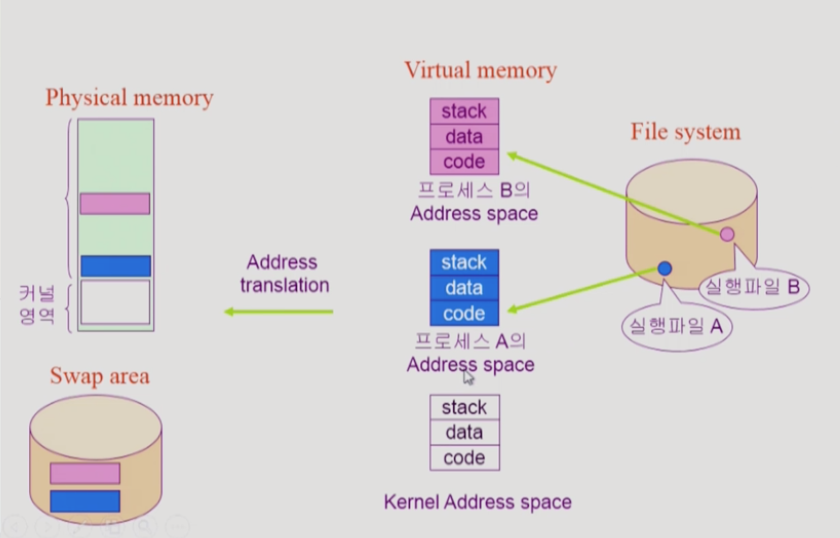 Virtual memory
Physical memory
stack
data
code
프로세스 B의
Address space
File system
실행파일 B
실행파일 A
Address
translation
stack
data
code
프로세스 A의
Address space
커널
영역
Swap area
stack
data
code
Kernel Address space